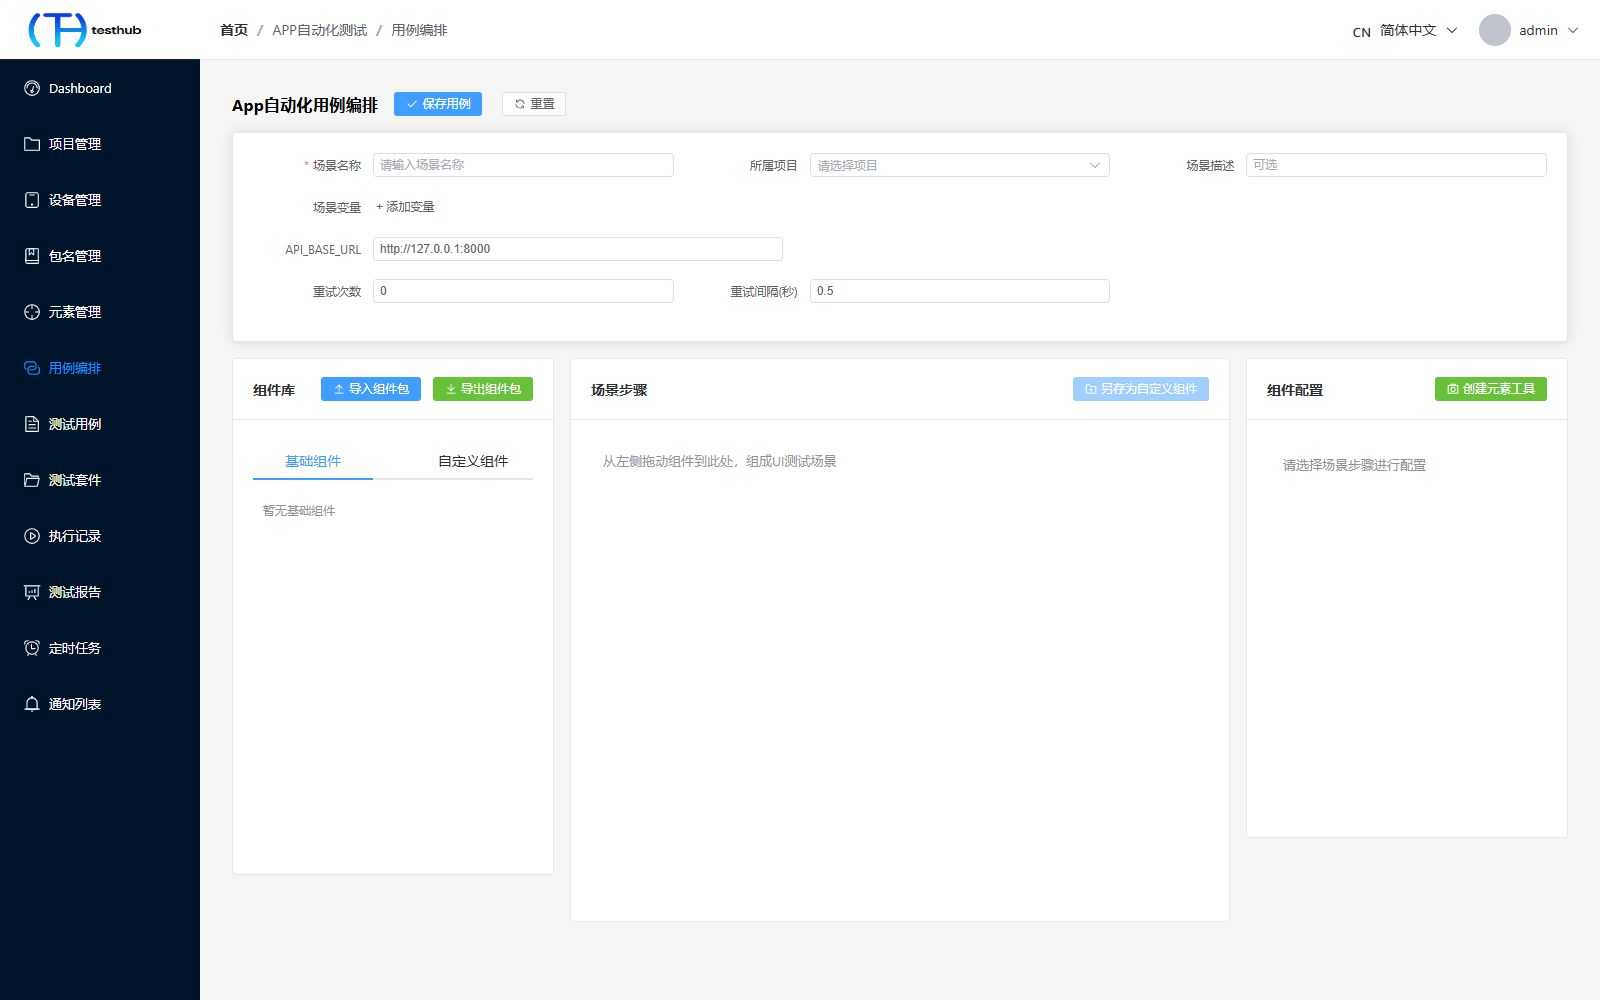 testhub
首页 / APP自动化测试 / 用例编排
CN 简体中文
admin
Dashboard
项目管理
设备管理
包名管理
元素管理
用例编排
测试用例
测试套件
执行记录
测试报告
定时任务
通知列表
App自动化用例编排
保存用例
重置
* 场景名称 请输入场景名称
所属项目 请选择项目
场景描述 可选
场景变量 + 添加变量
API_BASE_URL http://127.0.0.1:8000
重试次数 0
重试间隔(秒) 0.5
组件库
导入组件包
导出组件包
基础组件
自定义组件
暂无基础组件
场景步骤
另存为自定义组件
从左侧拖动组件到此处，组成UI测试场景
组件配置
创建元素工具
请选择场景步骤进行配置